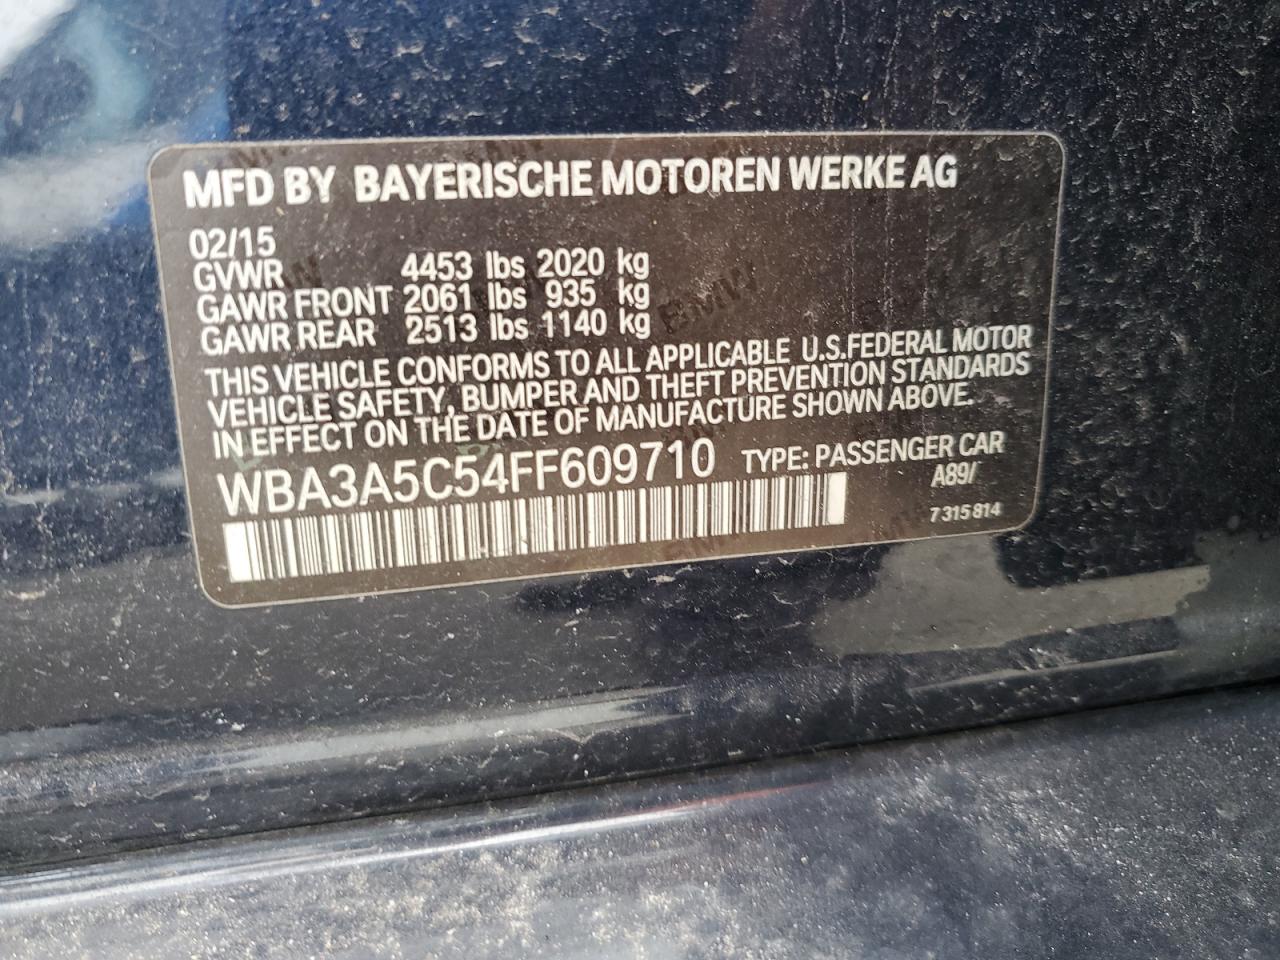 MFD BY BAYERISCHE MOTOREN WERKE AG
02/15
GVWR 4453 lbs 2020 kg
GAWR FRONT 2061 lbs 935 kg
GAWR REAR 2513 lbs 1140 kg
THIS VEHICLE CONFORMS TO ALL APPLICABLE U.S.FEDERAL MOTOR
VEHICLE SAFETY, BUMPER AND THEFT PREVENTION STANDARDS
IN EFFECT ON THE DATE OF MANUFACTURE SHOWN ABOVE.
WBA3A5C54FF609710 TYPE: PASSENGER CAR
A89/
7 315 814